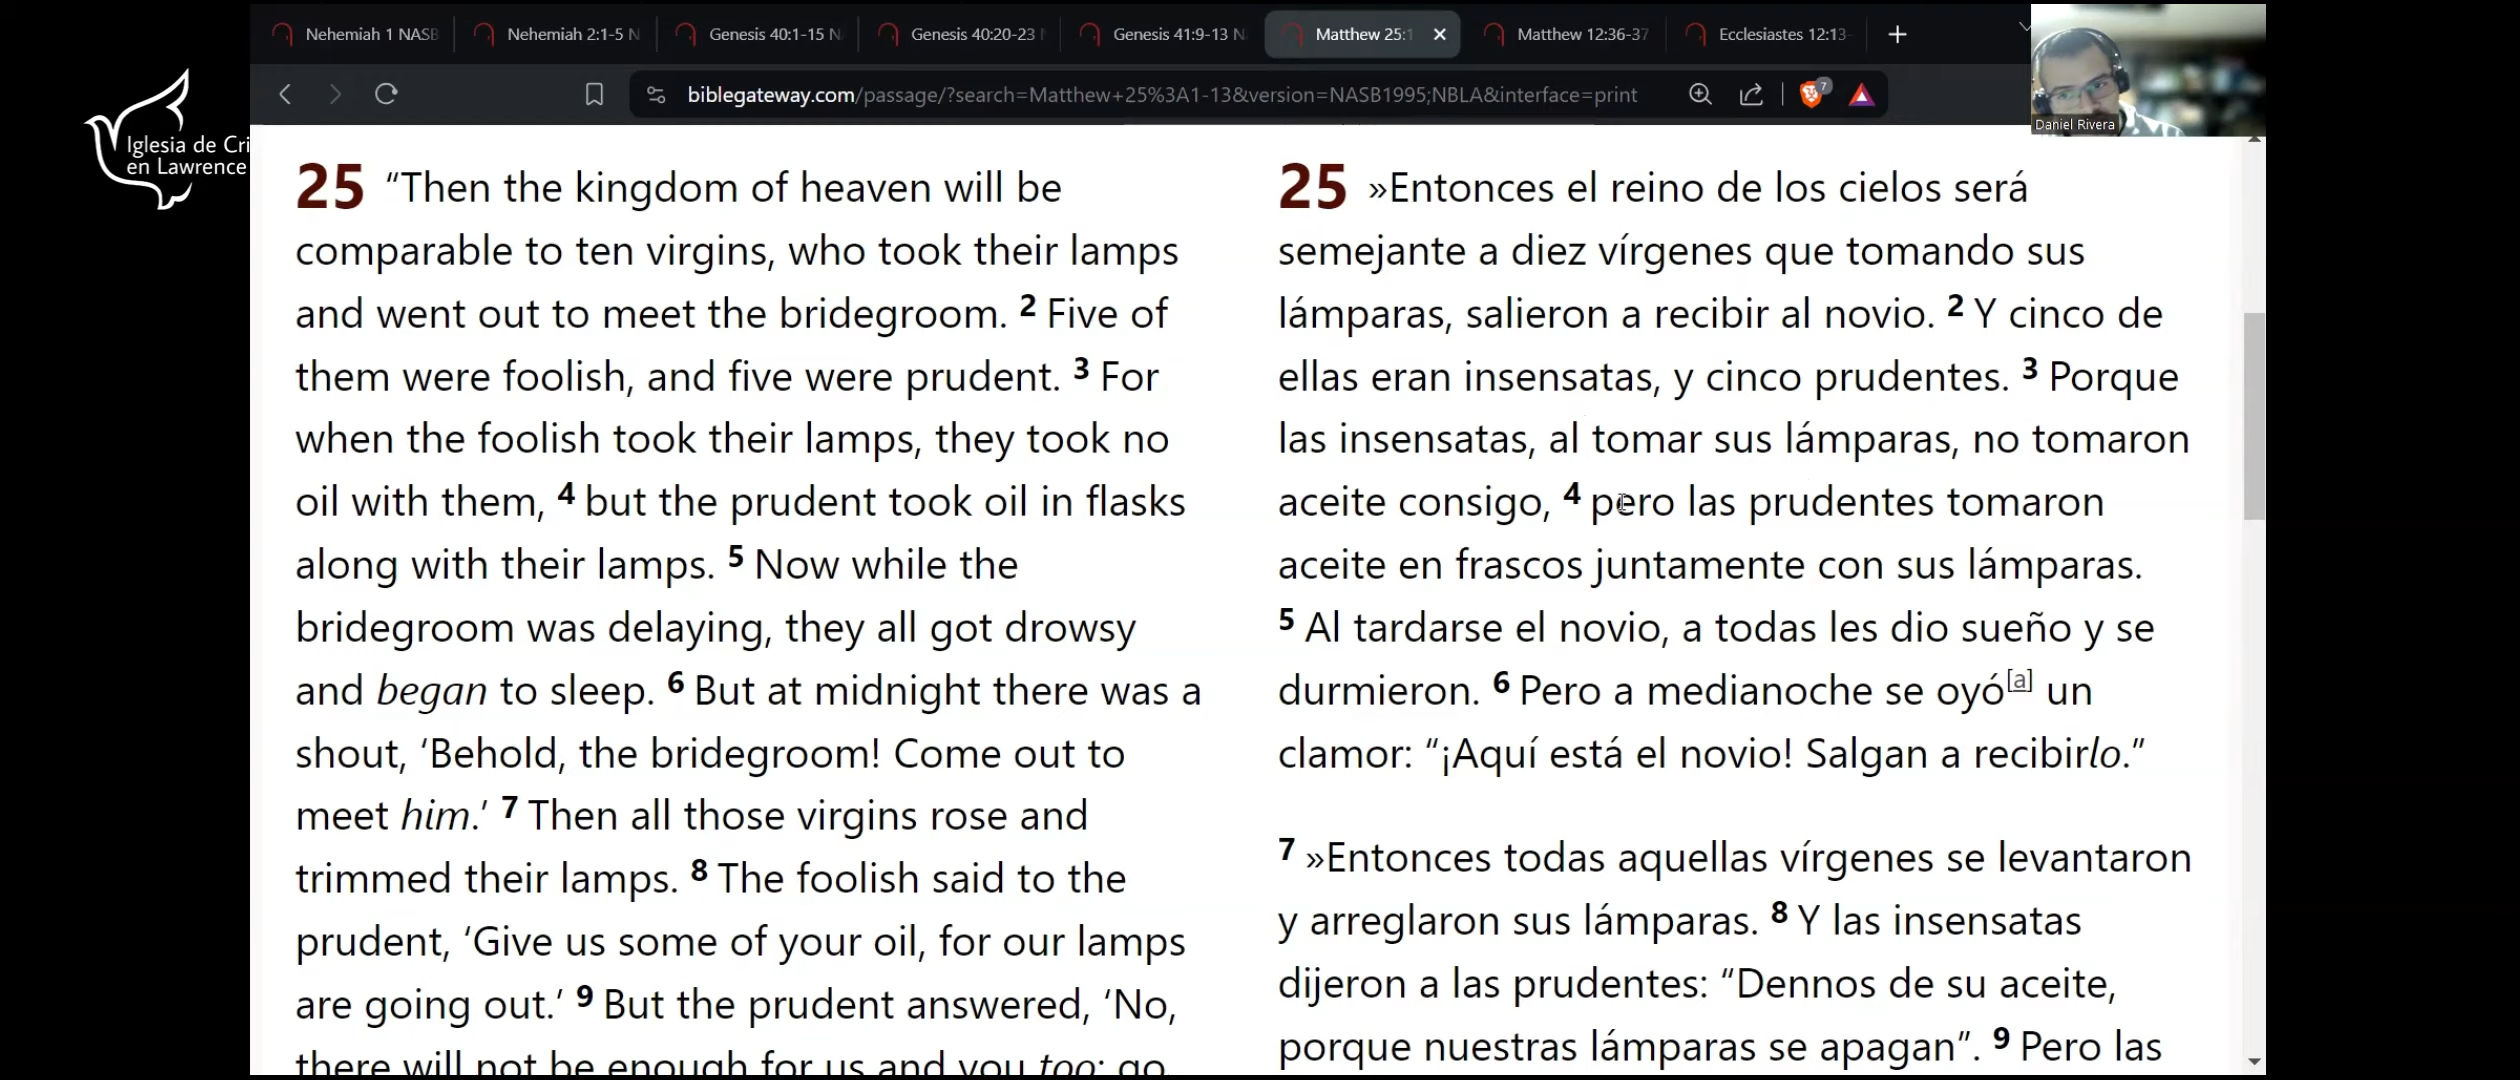 Nehemiah 1 NASB
Nehemiah 2:1-5 N
Genesis 40:1-15 N
Genesis 40:20-23
Genesis 41:9-13 N
Matthew 25:1
Matthew 12:36-37
Ecclesiastes 12:13-
biblegateway.com/passage/?search=Matthew+25%3A1-13&version=NASB1995;NBLA&interface=print
7
Daniel Rivera
Iglesia de Cri
en Lawrence
25 “Then the kingdom of heaven will be
comparable to ten virgins, who took their lamps
and went out to meet the bridegroom. 2 Five of
them were foolish, and five were prudent. 3 For
when the foolish took their lamps, they took no
oil with them, 4 but the prudent took oil in flasks
along with their lamps. 5 Now while the
bridegroom was delaying, they all got drowsy
and began to sleep. 6 But at midnight there was a
shout, ‘Behold, the bridegroom! Come out to
meet him.’ 7 Then all those virgins rose and
trimmed their lamps. 8 The foolish said to the
prudent, ‘Give us some of your oil, for our lamps
are going out.’ 9 But the prudent answered, ‘No,
there will not be enough for us and you too; go
25 »Entonces el reino de los cielos será
semejante a diez vírgenes que tomando sus
lámparas, salieron a recibir al novio. 2 Y cinco de
ellas eran insensatas, y cinco prudentes. 3 Porque
las insensatas, al tomar sus lámparas, no tomaron
aceite consigo, 4 pero las prudentes tomaron
aceite en frascos juntamente con sus lámparas.
5 Al tardarse el novio, a todas les dio sueño y se
durmieron. 6 Pero a medianoche se oyó[a] un
clamor: “¡Aquí está el novio! Salgan a recibirlo.”
7 »Entonces todas aquellas vírgenes se levantaron
y arreglaron sus lámparas. 8 Y las insensatas
dijeron a las prudentes: “Dennos de su aceite,
porque nuestras lámparas se apagan”. 9 Pero las